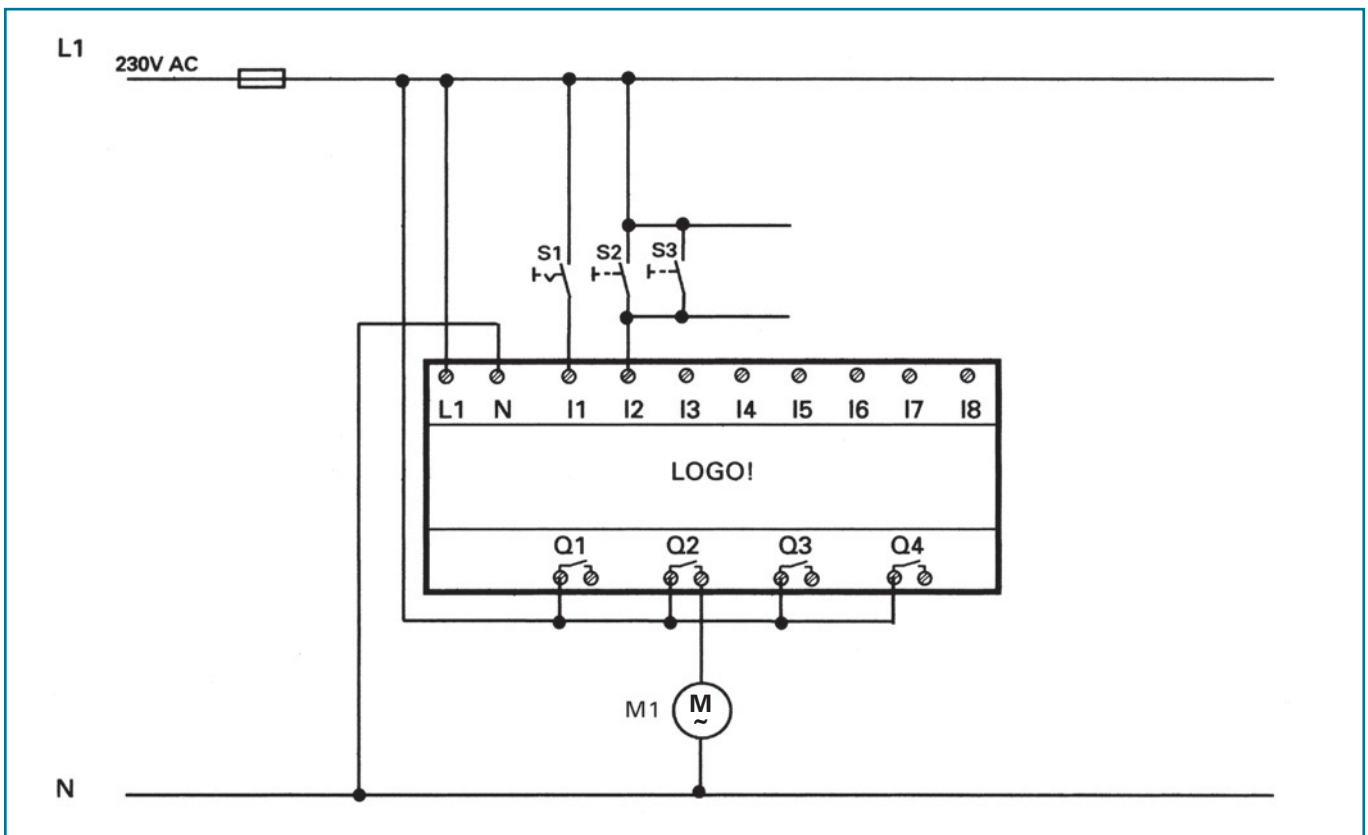 L1
230V AC
S1 S2 S3
L1 N I1 I2 I3 I4 I5 I6 I7 I8
LOGO!
Q1 Q2 Q3 Q4
M1 M
~
N